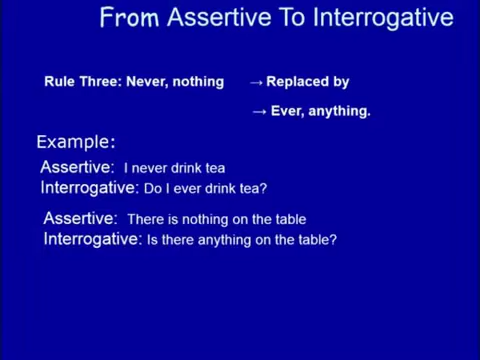 From Assertive To Interrogative
Rule Three: Never, nothing → Replaced by
→ Ever, anything.
Example:
Assertive: I never drink tea
Interrogative: Do I ever drink tea?
Assertive: There is nothing on the table
Interrogative: Is there anything on the table?